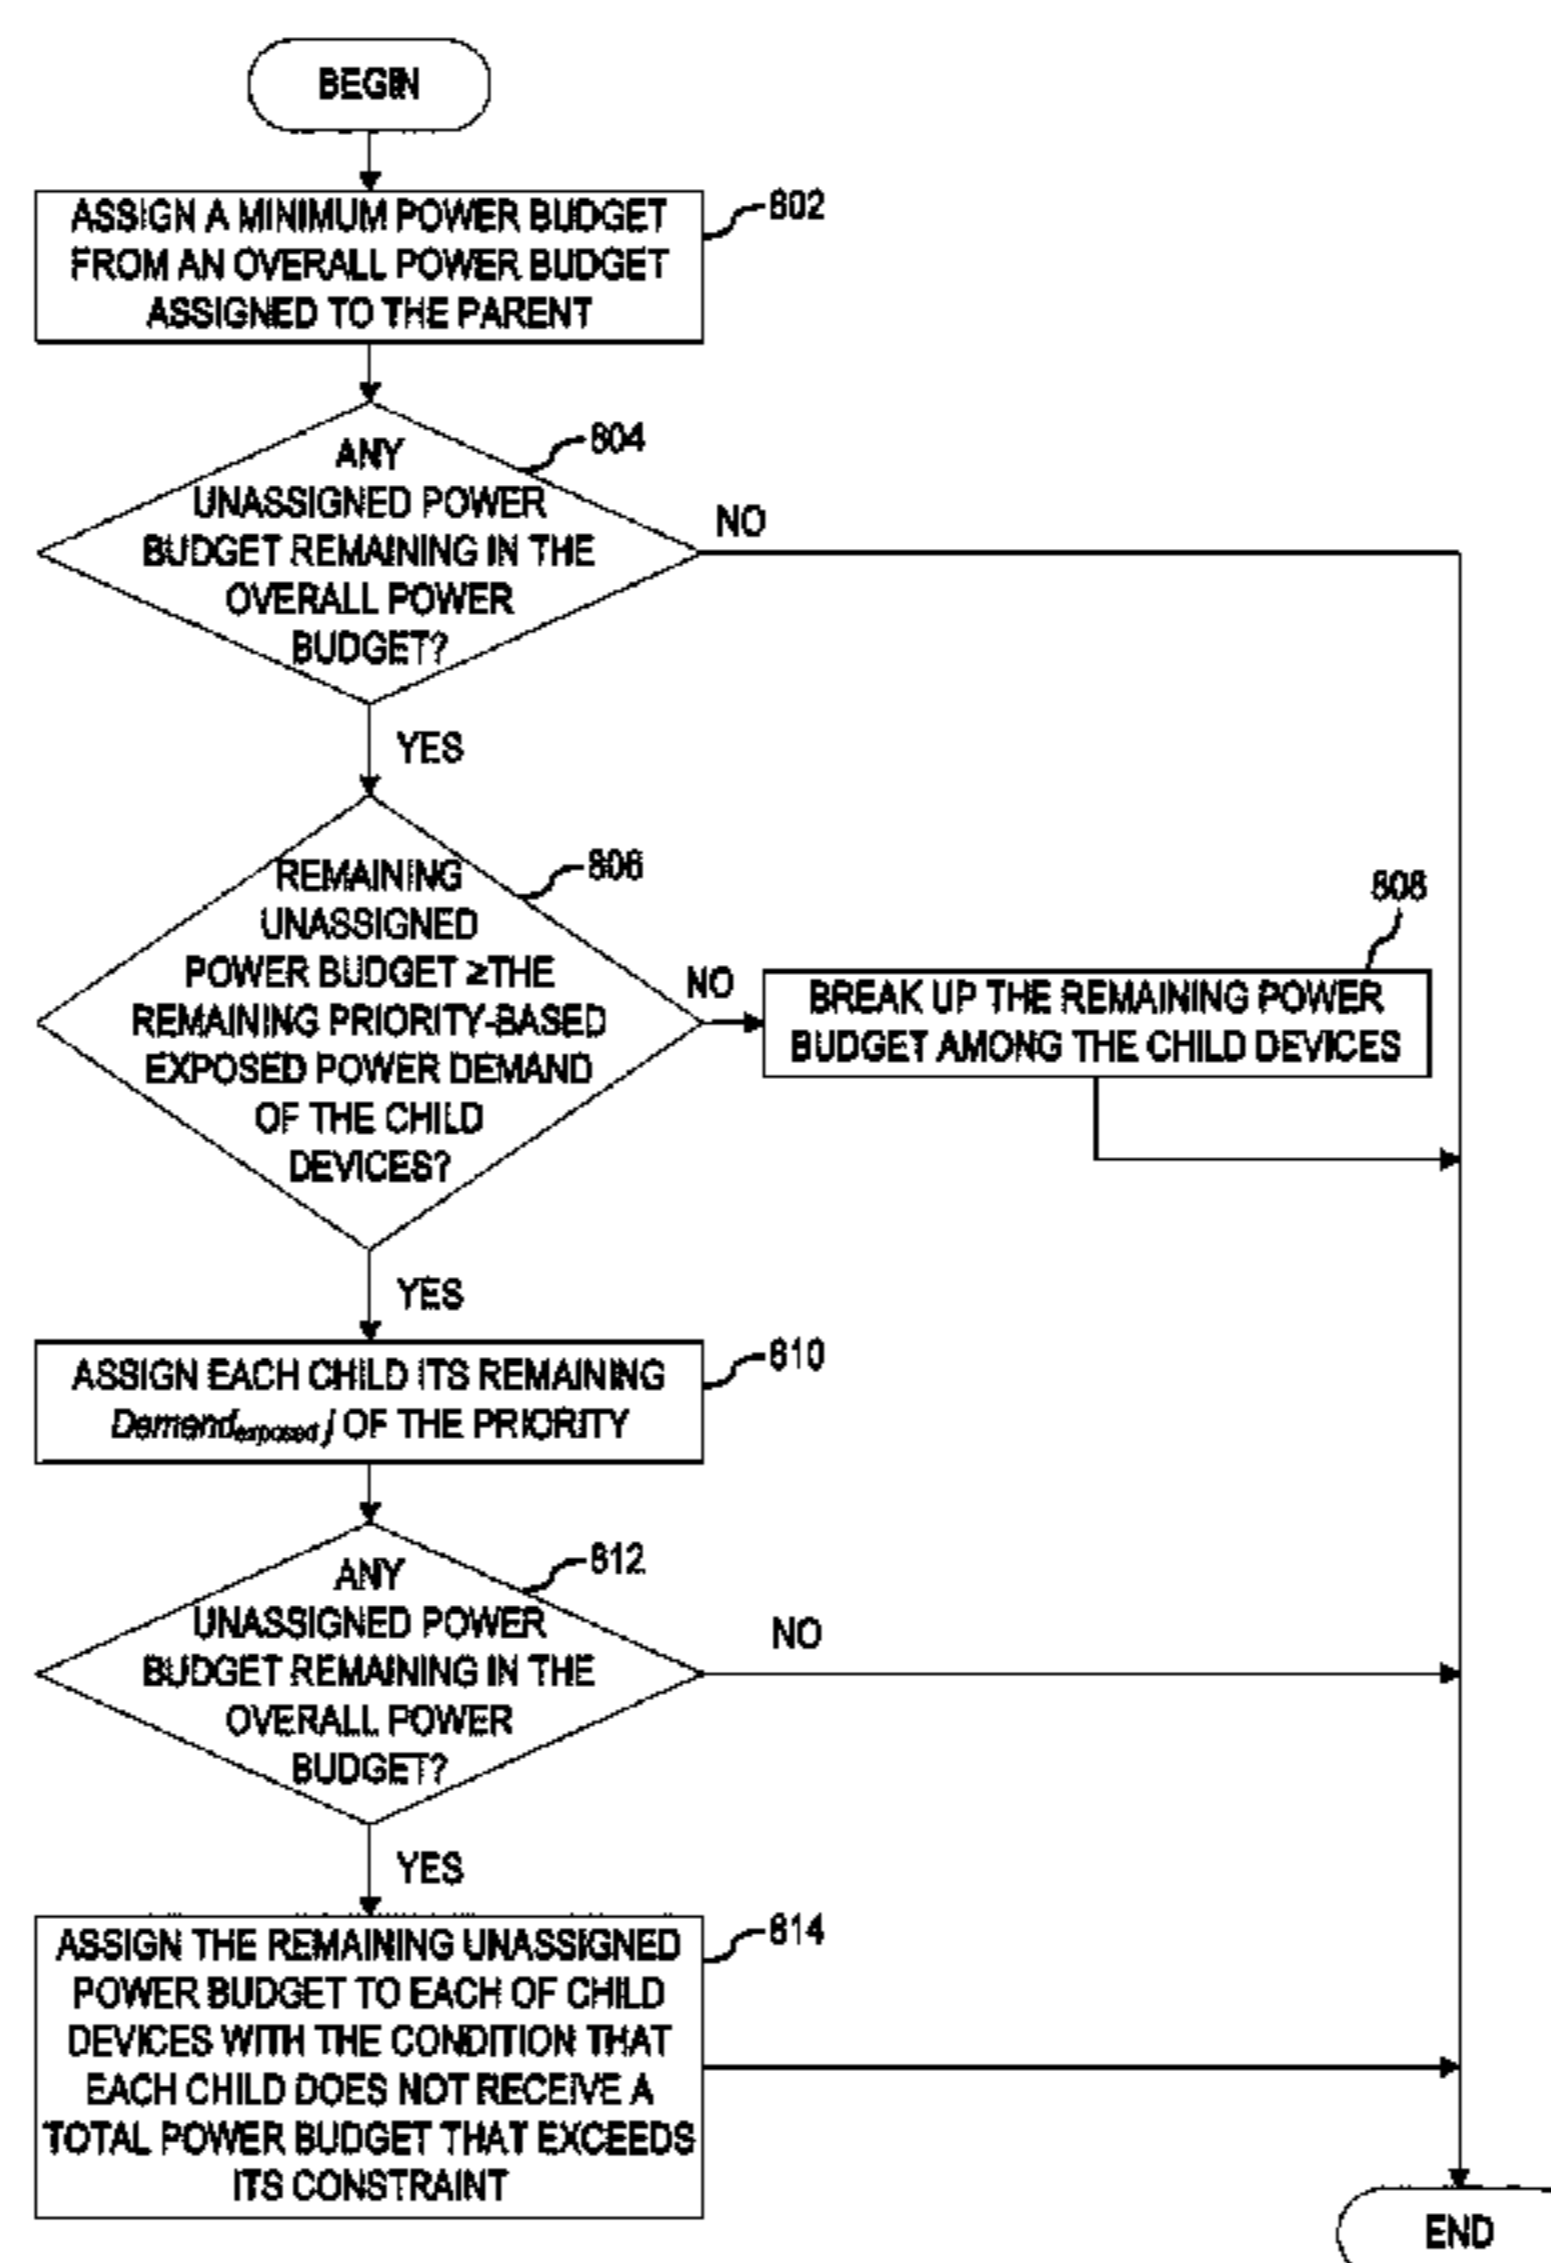 BEGIN
ASSIGN A MINIMUM POWER BUDGET
FROM AN OVERALL POWER BUDGET
ASSIGNED TO THE PARENT
802
ANY
UNASSIGNED POWER
BUDGET REMAINING IN THE
OVERALL POWER
BUDGET?
804
NO
YES
REMAINING
UNASSIGNED
POWER BUDGET ≥THE
REMAINING PRIORITY-BASED
EXPOSED POWER DEMAND
OF THE CHILD
DEVICES?
806
NO
808
BREAK UP THE REMAINING POWER
BUDGET AMONG THE CHILD DEVICES
YES
ASSIGN EACH CHILD ITS REMAINING
Demand exposed j OF THE PRIORITY
810
ANY
UNASSIGNED POWER
BUDGET REMAINING IN THE
OVERALL POWER
BUDGET?
812
NO
YES
ASSIGN THE REMAINING UNASSIGNED
POWER BUDGET TO EACH OF CHILD
DEVICES WITH THE CONDITION THAT
EACH CHILD DOES NOT RECEIVE A
TOTAL POWER BUDGET THAT EXCEEDS
ITS CONSTRAINT
814
END